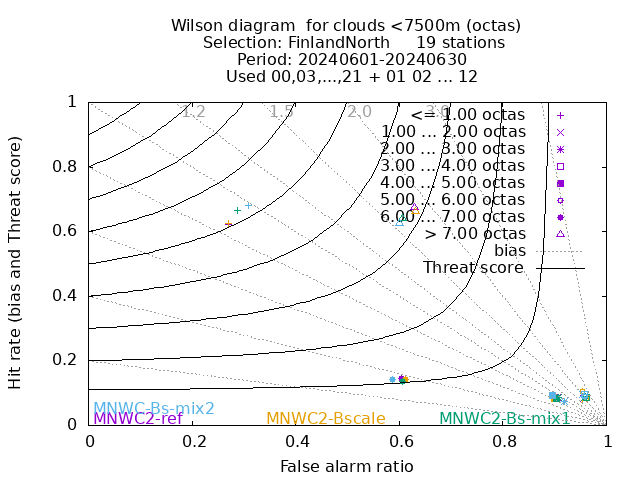 Wilson diagram  for clouds <7500m (octas)
Selection: FinlandNorth     19 stations
Period: 20240601-20240630
Used 00,03,...,21 + 01 02 ... 12
Hit rate (bias and Threat score)
1
0.8
0.6
0.4
0.2
0
1.2
1.5
2.0
3.0
<= 1.00 octas
1.00 ... 2.00 octas
2.00 ... 3.00 octas
3.00 ... 4.00 octas
4.00 ... 5.00 octas
5.00 ... 6.00 octas
6.00 ... 7.00 octas
> 7.00 octas
bias
Threat score
MNWC-Bs-mix2
MNWC2-ref
MNWC2-Bscale
MNWC2-Bs-mix1
0
0.2
0.4
0.6
0.8
1
False alarm ratio